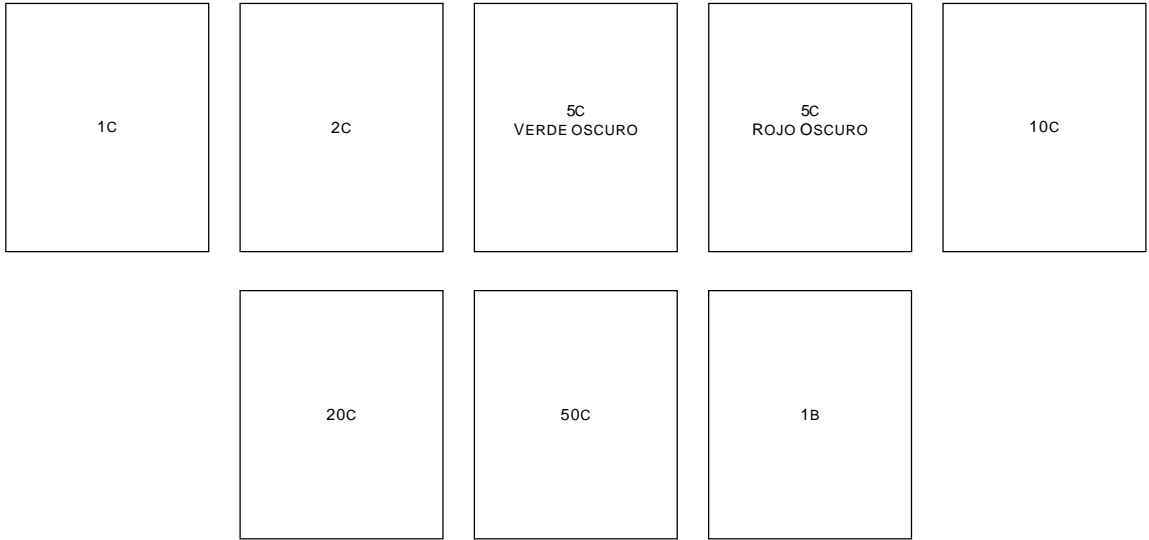 1C
2C
5C
VERDE OSCURO
5C
ROJO OSCURO
10C
20C
50C
1B